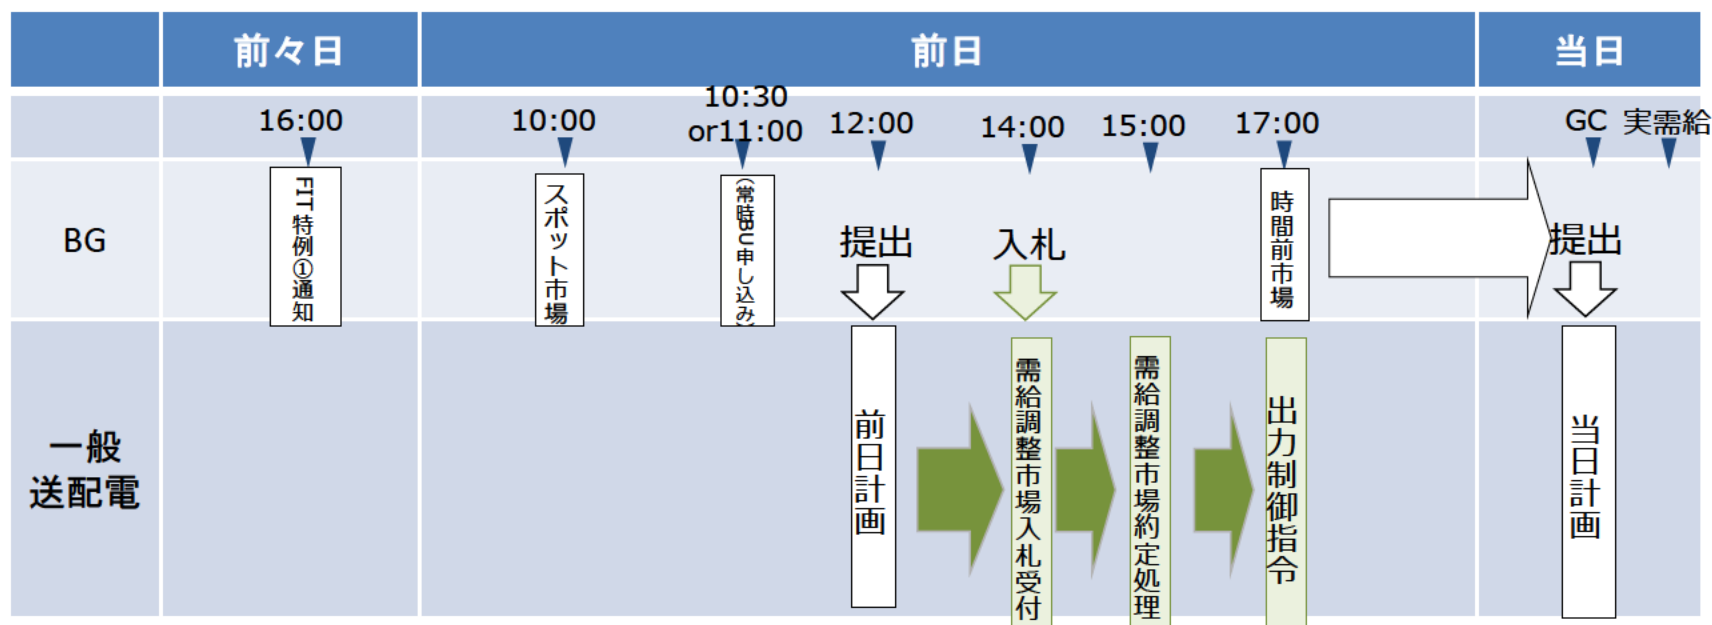 前々日
前日
当日
16:00
10:00
10:30
or11:00
12:00
14:00
15:00
17:00
GC
実需給
BG
FIT特例①通知
スポット市場
（常時BU申し込み）
提出
入札
時間前市場
提出
一般
送配電
前日計画
需給調整市場入札受付
需給調整市場約定処理
出力制御指令
当日計画